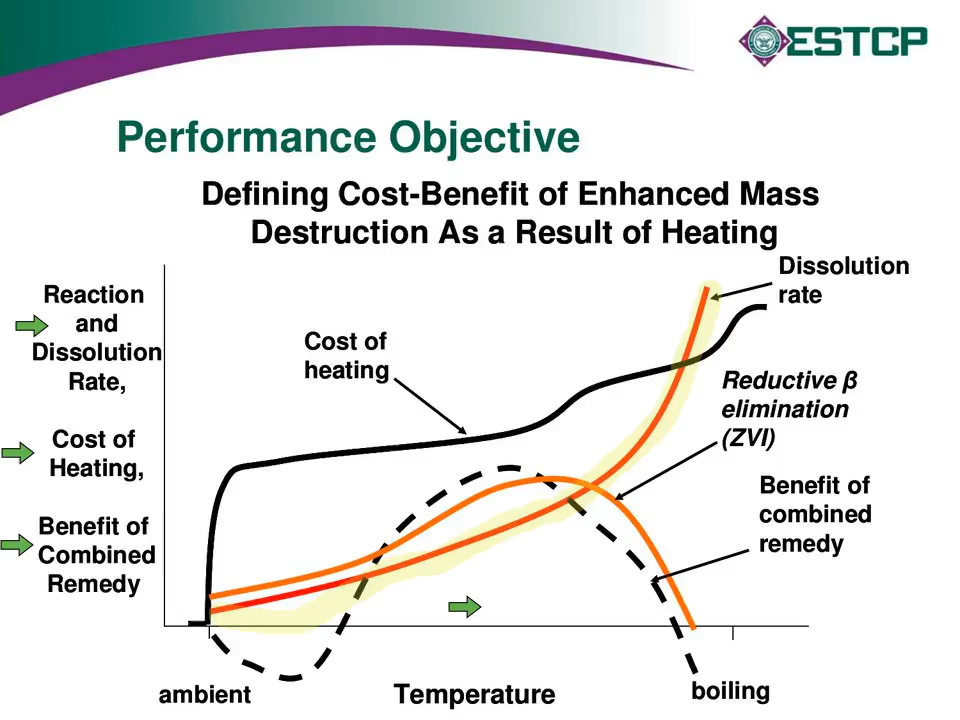 ESTCP
Performance Objective
Defining Cost-Benefit of Enhanced Mass
Destruction As a Result of Heating
Reaction
and
Dissolution
Rate,
Cost of
Heating,
Benefit of
Combined
Remedy
Cost of
heating
Dissolution
rate
Reductive β
elimination
(ZVI)
Benefit of
combined
remedy
ambient
Temperature
boiling